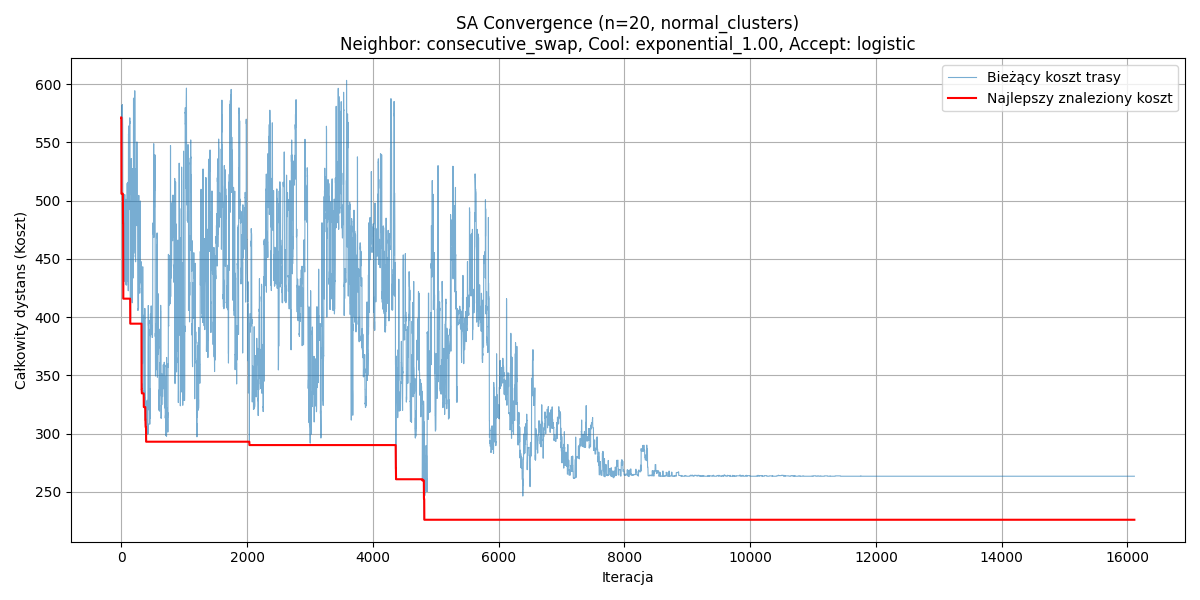 SA Convergence (n=20, normal_clusters)
Neighbor: consecutive_swap, Cool: exponential_1.00, Accept: logistic
Bieżący koszt trasy
Najlepszy znaleziony koszt
Całkowity dystans (Koszt)
600
550
500
450
400
350
300
250
0 2000 4000 6000 8000 10000 12000 14000 16000
Iteracja